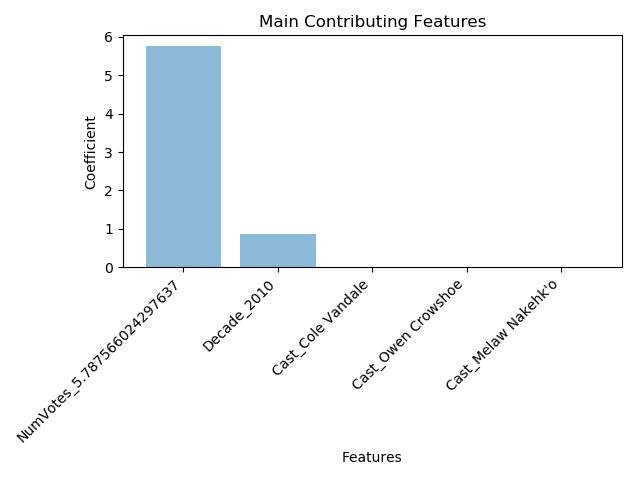 Main Contributing Features
6
5
4
3
2
1
0
Coefficient
NumVotes_5.787566024297637
Decade_2010
Cast_Cole Vandale
Cast_Owen Crowshoe
Cast_Melaw Nakehk'o
Features